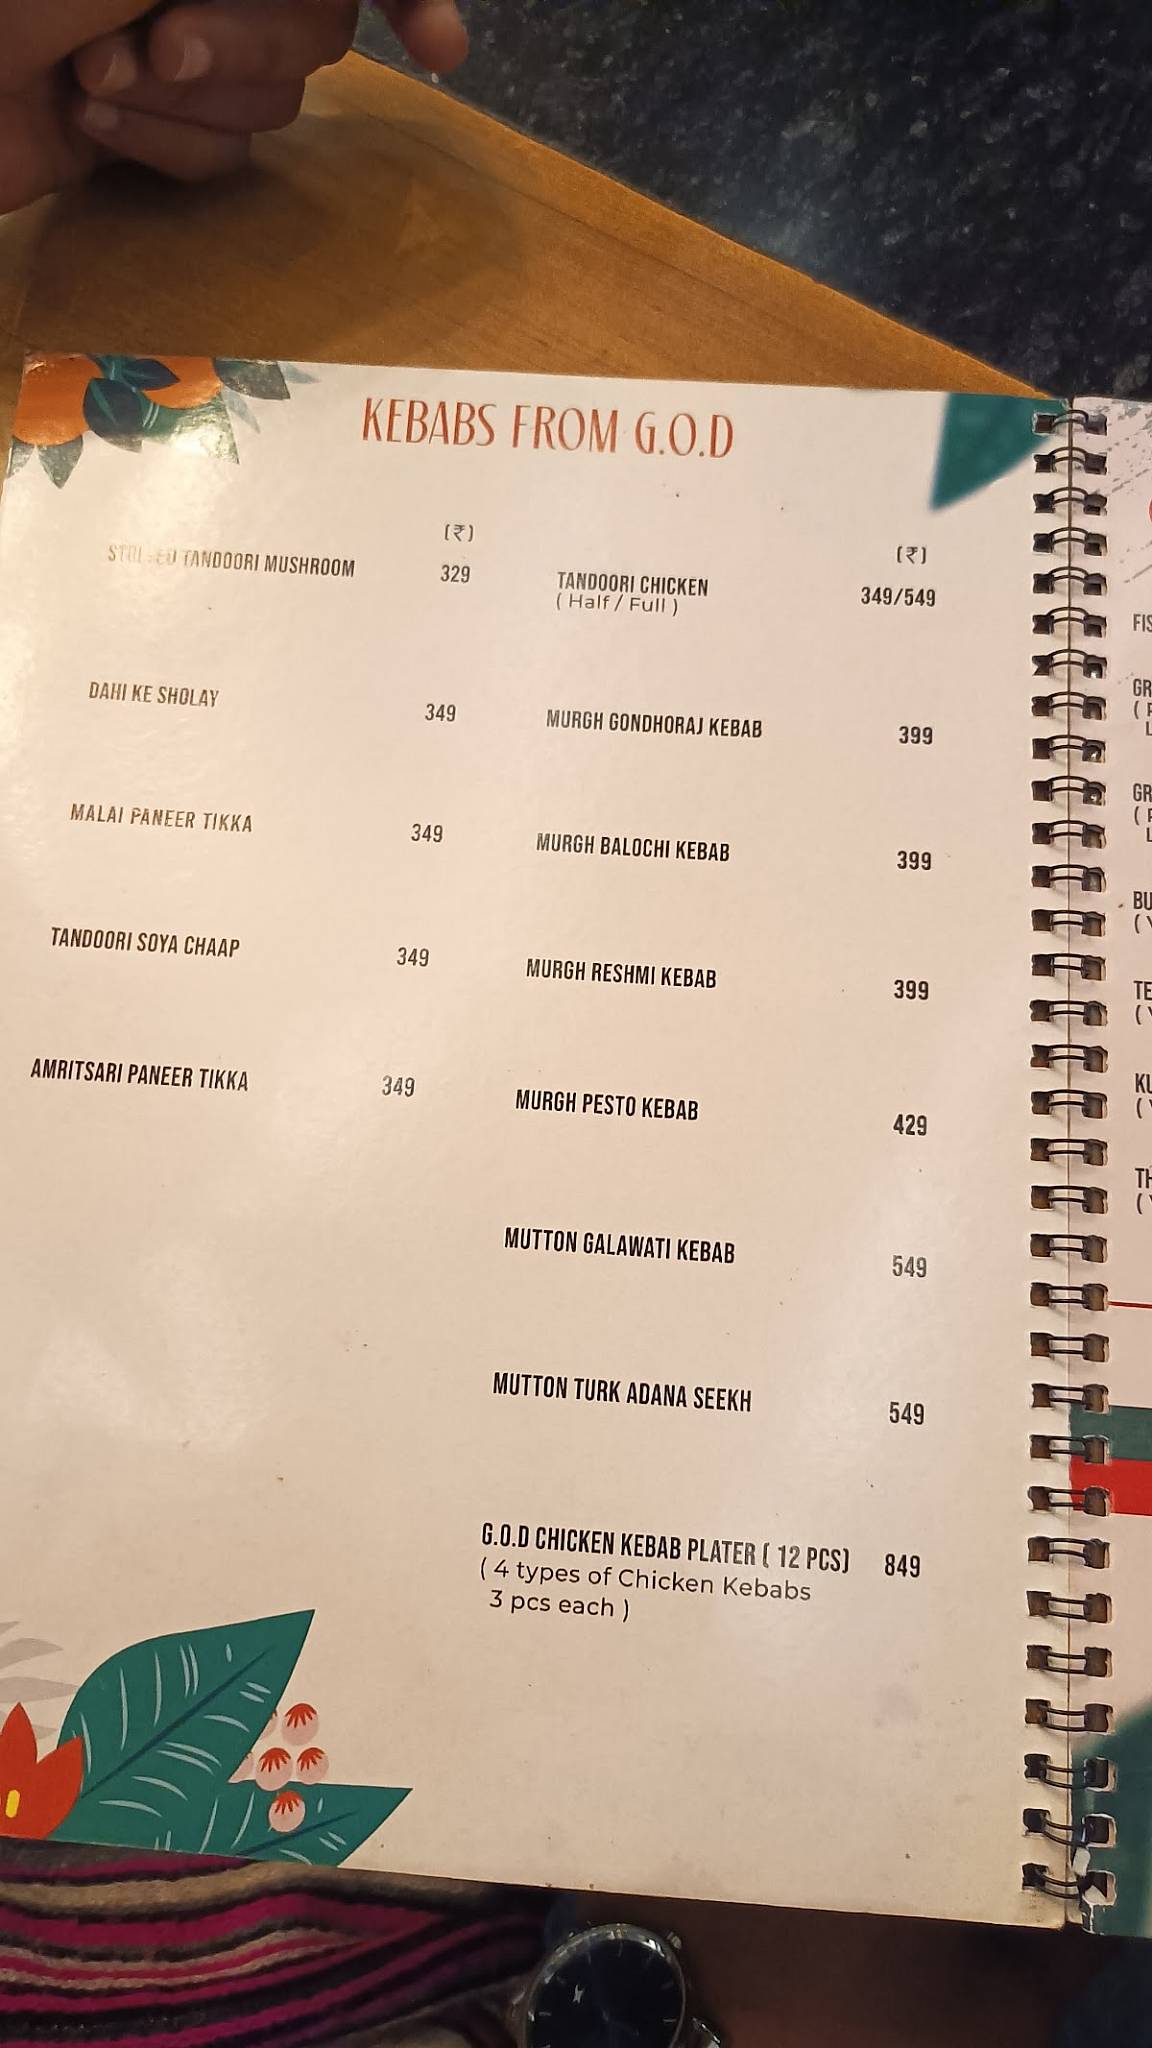 KEBABS FROM G.O.D
(₹)
STUFFED TANDOORI MUSHROOM 329
DAHI KE SHOLAY 349
MALAI PANEER TIKKA 349
TANDOORI SOYA CHAAP 349
AMRITSARI PANEER TIKKA 349
(₹)
TANDOORI CHICKEN 349/549
( Half / Full )
MURGH GONDHORAJ KEBAB 399
MURGH BALOCHI KEBAB 399
MURGH RESHMI KEBAB 399
MURGH PESTO KEBAB 429
MUTTON GALAWATI KEBAB 549
MUTTON TURK ADANA SEEKH 549
G.O.D CHICKEN KEBAB PLATER ( 12 PCS) 849
( 4 types of Chicken Kebabs
3 pcs each )